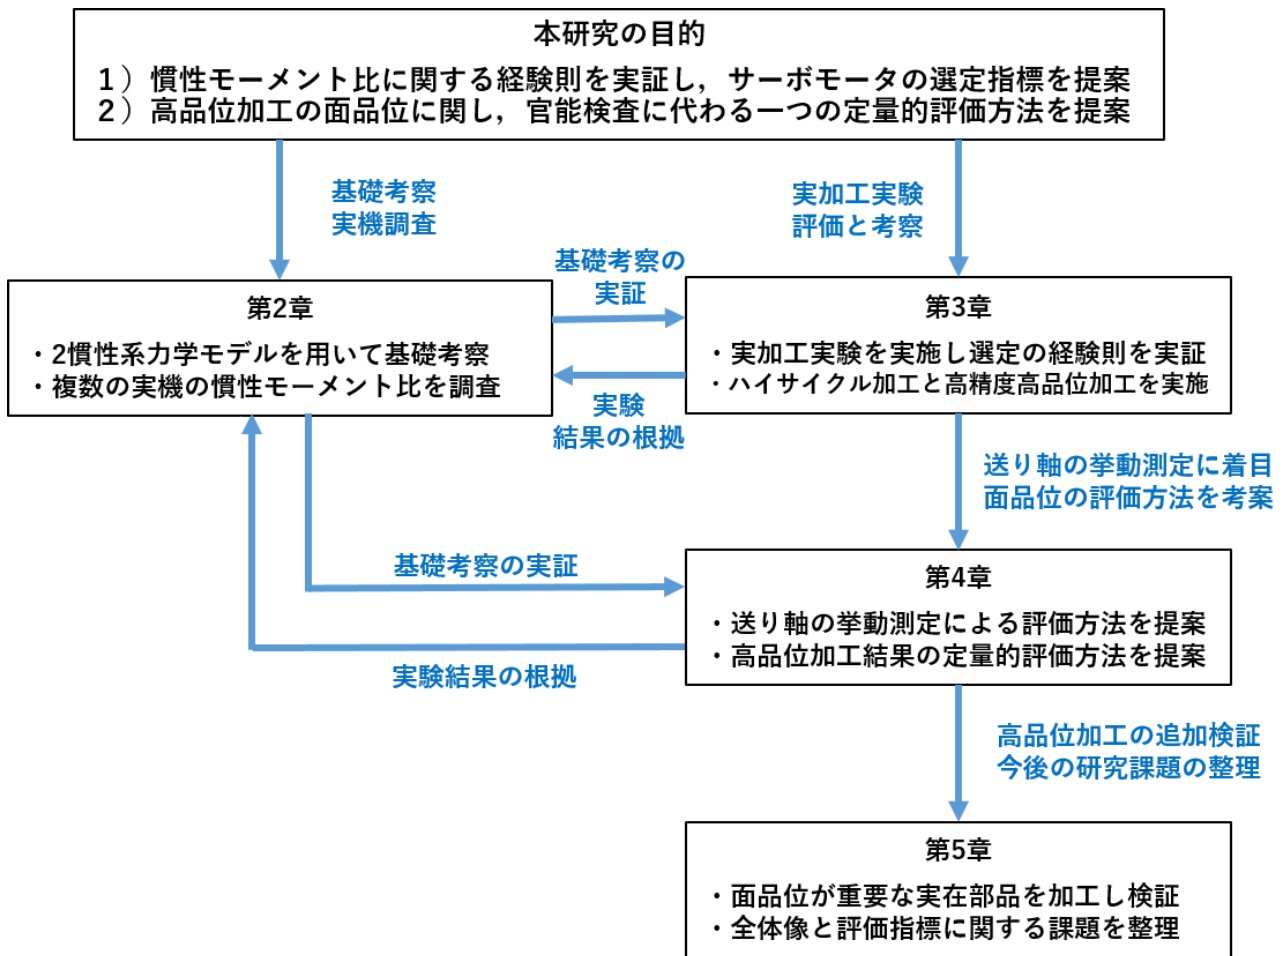 本研究の目的
1）慣性モーメント比に関する経験則を実証し，サーボモータの選定指標を提案
2）高品位加工の面品位に関し，官能検査に代わる一つの定量的評価方法を提案
基礎考察
実機調査
実加工実験
評価と考察
基礎考察の
実証
第2章
・2慣性系力学モデルを用いて基礎考察
・複数の実機の慣性モーメント比を調査
第3章
・実加工実験を実施し選定の経験則を実証
・ハイサイクル加工と高精度高品位加工を実施
実験
結果の根拠
送り軸の挙動測定に着目
面品位の評価方法を考案
基礎考察の実証
第4章
・送り軸の挙動測定による評価方法を提案
・高品位加工結果の定量的評価方法を提案
実験結果の根拠
高品位加工の追加検証
今後の研究課題の整理
第5章
・面品位が重要な実在部品を加工し検証
・全体像と評価指標に関する課題を整理